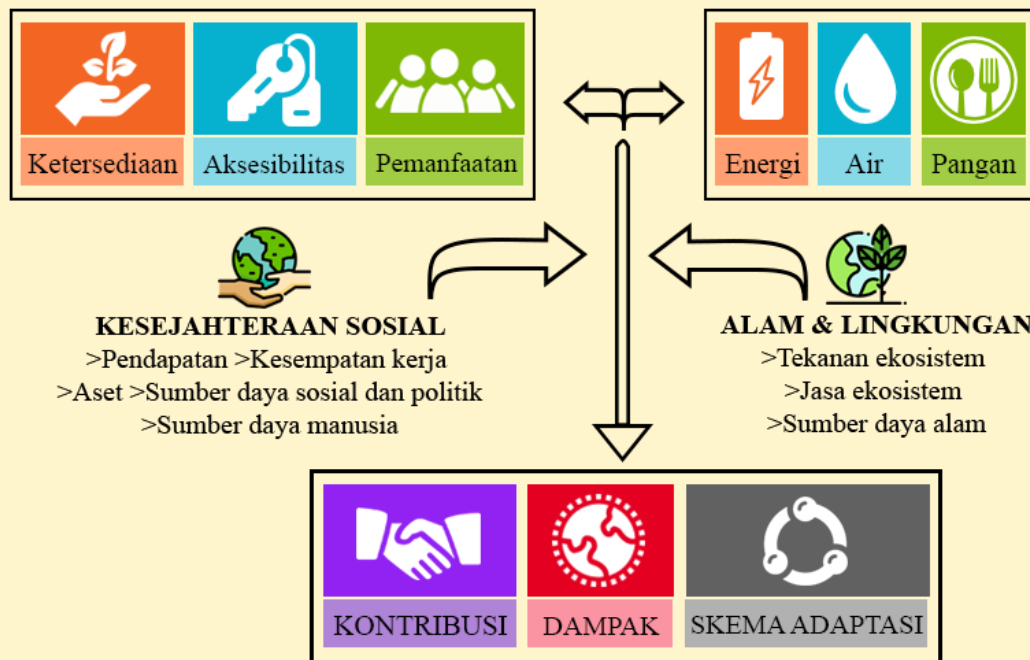 Ketersediaan Aksesibilitas Pemanfaatan
Energi Air Pangan
KESEJAHTERAAN SOSIAL
>Pendapatan >Kesempatan kerja
>Aset >Sumber daya sosial dan politik
>Sumber daya manusia
ALAM & LINGKUNGAN
>Tekanan ekosistem
>Jasa ekosistem
>Sumber daya alam
KONTRIBUSI DAMPAK SKEMA ADAPTASI